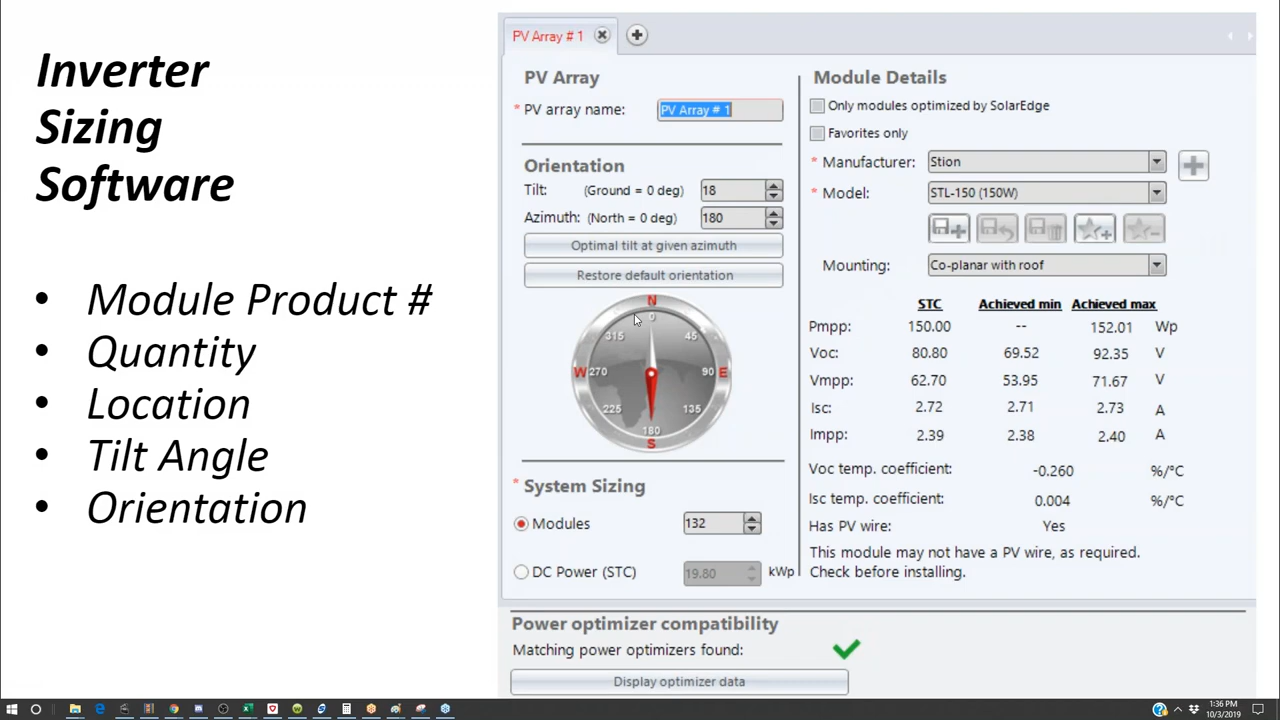 Inverter
Sizing
Software
• Module Product #
• Quantity
• Location
• Tilt Angle
• Orientation
PV Array # 1
PV Array
* PV array name: PV Array # 1
Orientation
Tilt: (Ground = 0 deg) 18
Azimuth: (North = 0 deg) 180
Optimal tilt at given azimuth
Restore default orientation
N
0
315 45
W 270 90 E
225 135
180
S
* System Sizing
Modules 132
DC Power (STC) 19.80 kWp
Module Details
Only modules optimized by SolarEdge
Favorites only
* Manufacturer: Stion
* Model: STL-150 (150W)
Mounting: Co-planar with roof
STC Achieved min Achieved max
Pmpp: 150.00 -- 152.01 Wp
Voc: 80.80 69.52 92.35 V
Vmpp: 62.70 53.95 71.67 V
Isc: 2.72 2.71 2.73 A
Impp: 2.39 2.38 2.40 A
Voc temp. coefficient: -0.260 %/°C
Isc temp. coefficient: 0.004 %/°C
Has PV wire: Yes
This module may not have a PV wire, as required.
Check before installing.
Power optimizer compatibility
Matching power optimizers found:
Display optimizer data
1:36 PM
10/3/2019